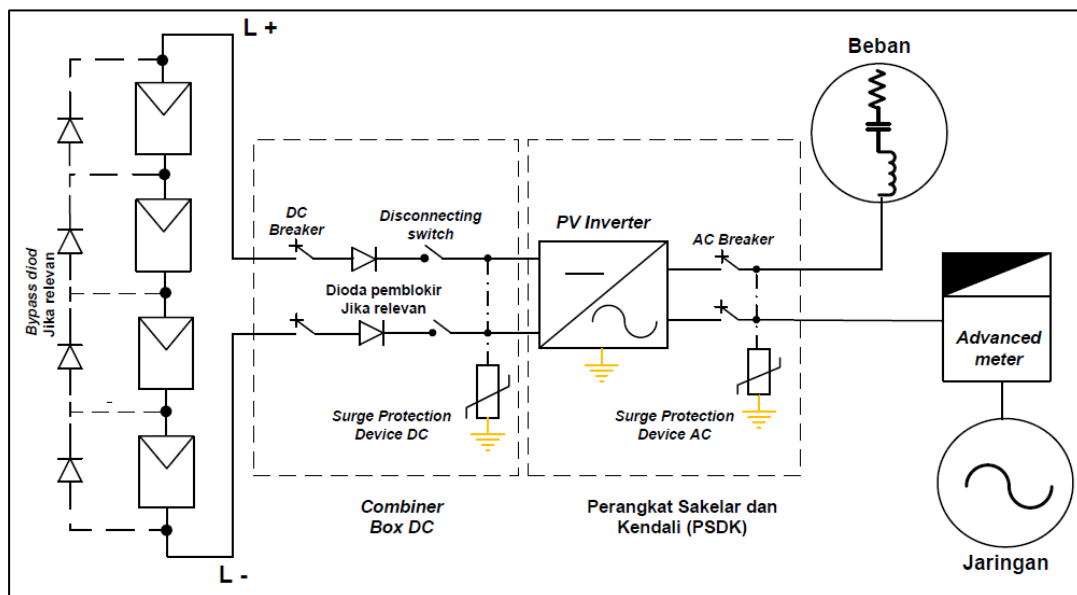 L +
Beban
DC
Breaker
Disconnecting
switch
PV Inverter
AC Breaker
Bypass diod
Jika relevan
Dioda pemblokir
Jika relevan
Advanced
meter
Surge Protection
Device DC
Surge Protection
Device AC
Combiner
Box DC
Perangkat Sakelar dan
Kendali (PSDK)
L -
Jaringan